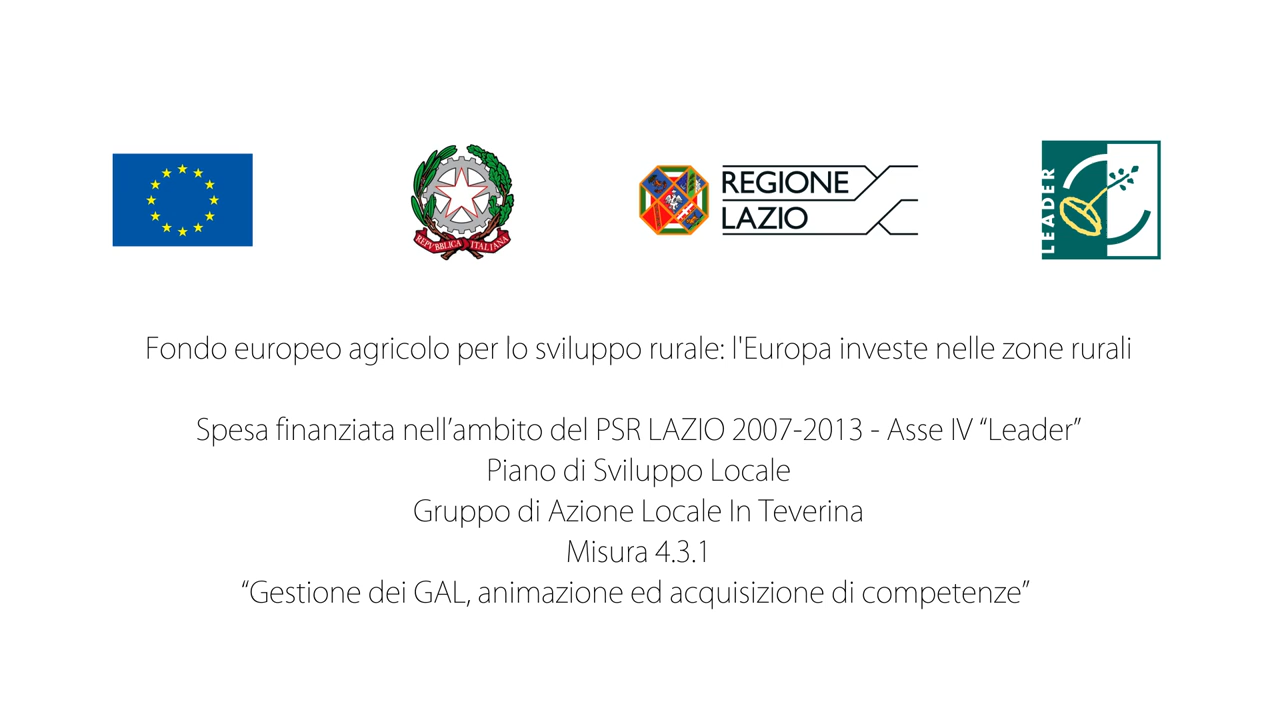 REPVBBLICA ITALIANA
REGIONE
LAZIO
LEADER
Fondo europeo agricolo per lo sviluppo rurale: l'Europa investe nelle zone rurali
Spesa finanziata nell’ambito del PSR LAZIO 2007-2013 - Asse IV “Leader”
Piano di Sviluppo Locale
Gruppo di Azione Locale In Teverina
Misura 4.3.1
“Gestione dei GAL, animazione ed acquisizione di competenze”